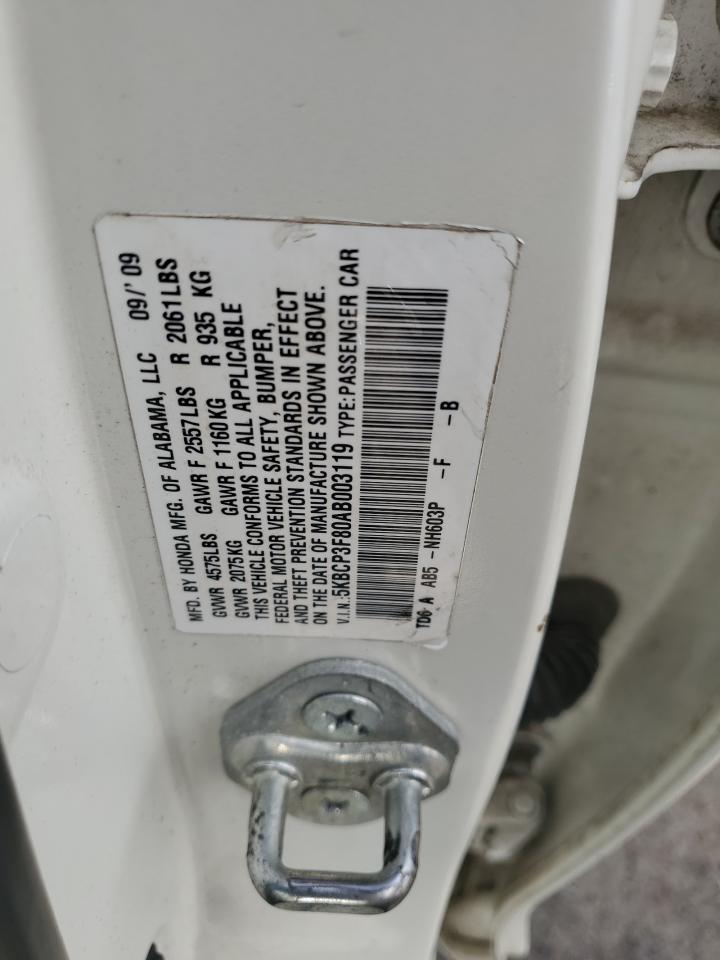 MFD. BY HONDA MFG. OF ALABAMA, LLC 09/'09
GVWR 4575LBS GAWR F 2557LBS R 2061LBS
GVWR 2075KG GAWR F 1160KG R 935 KG
THIS VEHICLE CONFORMS TO ALL APPLICABLE
FEDERAL MOTOR VEHICLE SAFETY, BUMPER,
AND THEFT PREVENTION STANDARDS IN EFFECT
ON THE DATE OF MANUFACTURE SHOWN ABOVE.
V.I.N.:5KBCP3F80AB003119 TYPE:PASSENGER CAR
TD6 A AB5 -NH603P -F -B